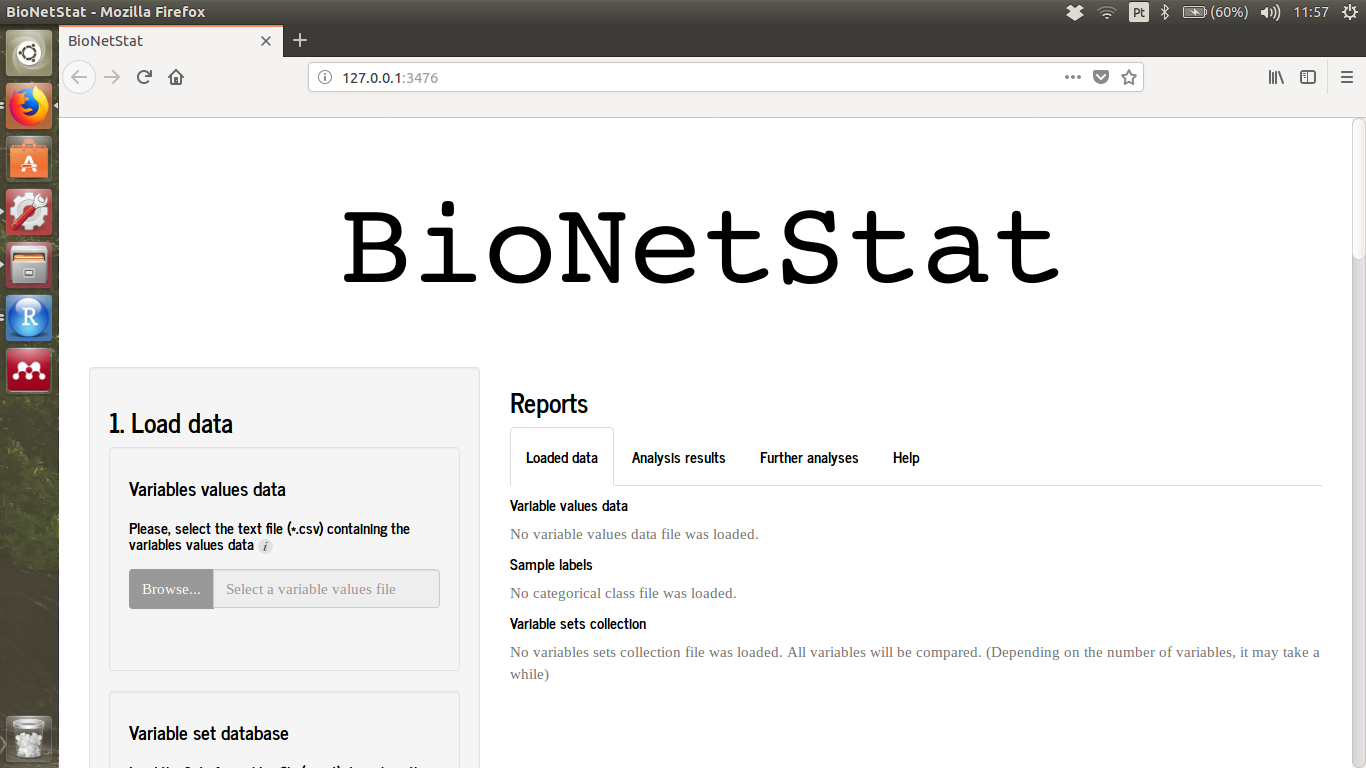 BioNetStat - Mozilla Firefox
Pt
(60%)
11:57
BioNetStat
127.0.0.1:3476
BioNetStat
1. Load data
Variables values data
Please, select the text file (*.csv) containing the
variables values data i
Browse...
Select a variable values file
Variable set database
Reports
Loaded data
Analysis results
Further analyses
Help
Variable values data
No variable values data file was loaded.
Sample labels
No categorical class file was loaded.
Variable sets collection
No variables sets collection file was loaded. All variables will be compared. (Depending on the number of variables, it may take a
while)